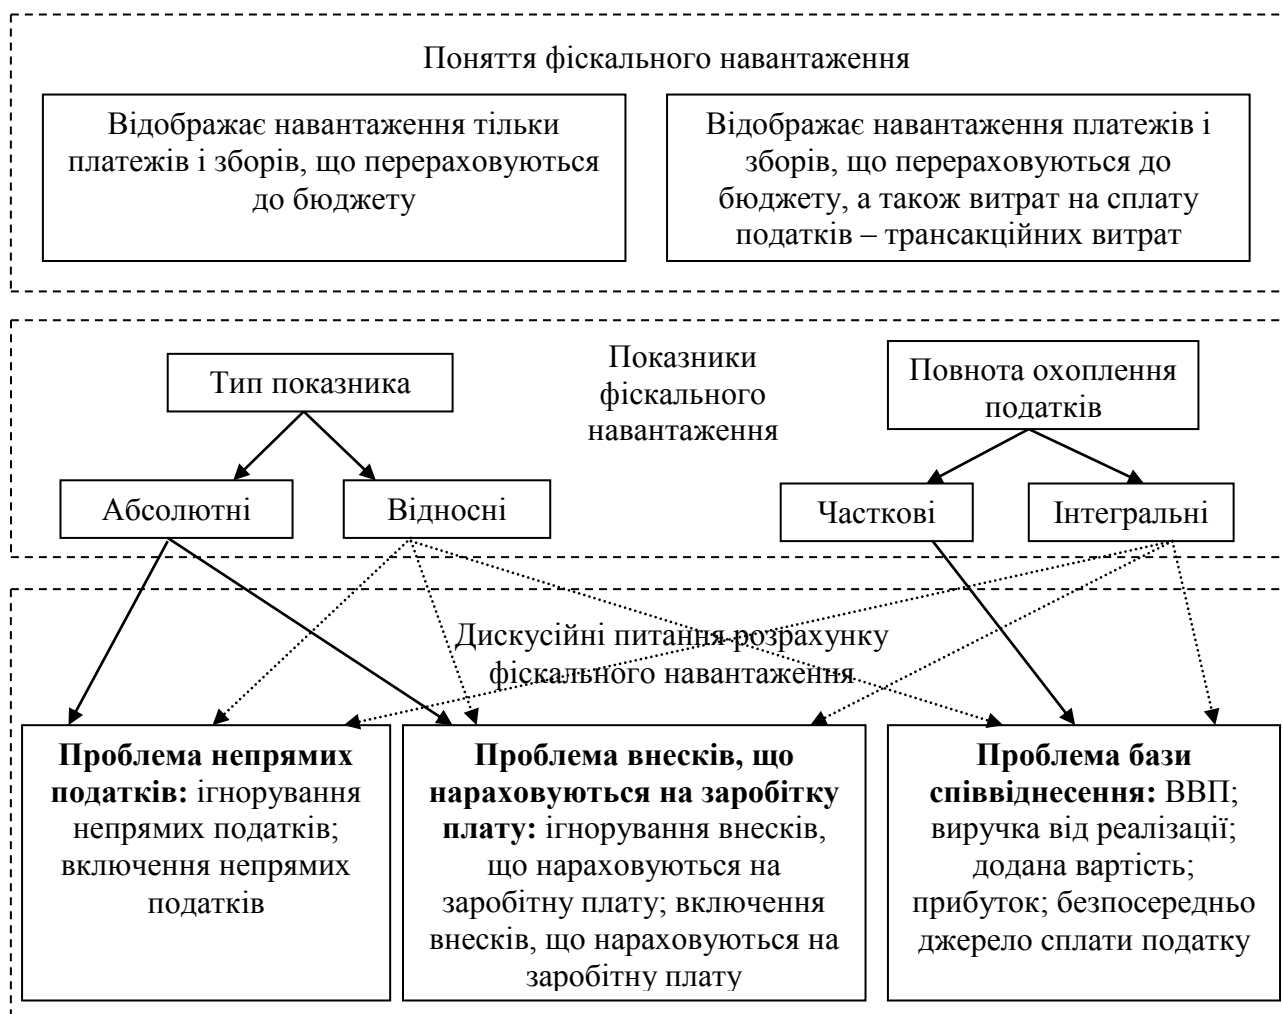 Поняття фіскального навантаження
Відображає навантаження тільки
платежів і зборів, що перераховуються
до бюджету
Відображає навантаження платежів і
зборів, що перераховуються до
бюджету, а також витрат на сплату
податків – трансакційних витрат
Тип показника
Показники
фіскального
навантаження
Повнота охоплення
податків
Абсолютні
Відносні
Часткові
Інтегральні
Дискусійні питання розрахунку
фіскального навантаження
Проблема непрямих
податків: ігнорування
непрямих податків;
включення непрямих
податків
Проблема внесків, що
нараховуються на заробітку
плату: ігнорування внесків,
що нараховуються на
заробітну плату; включення
внесків, що нараховуються на
заробітну плату
Проблема бази
співвіднесення: ВВП;
виручка від реалізації;
додана вартість;
прибуток; безпосередньо
джерело сплати податку